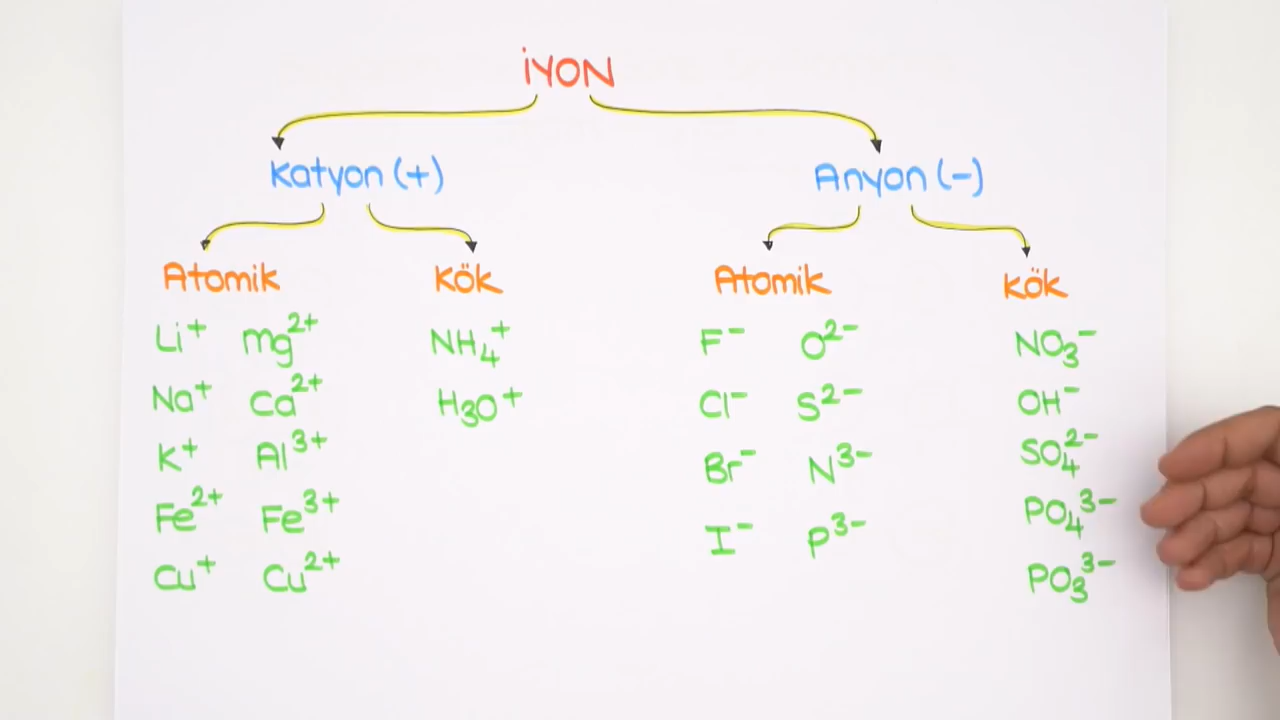 İYON
Katyon (+) Anyon (-)
Atomik Kök Atomik Kök
Li⁺ Mg²⁺ NH₄⁺ F⁻ O²⁻ NO₃⁻
Na⁺ Ca²⁺ H₃O⁺ Cl⁻ S²⁻ OH⁻
K⁺ Al³⁺ Br⁻ N³⁻ SO₄²⁻
Fe²⁺ Fe³⁺ I⁻ P³⁻ PO₄³⁻
Cu⁺ Cu²⁺ PO₃³⁻